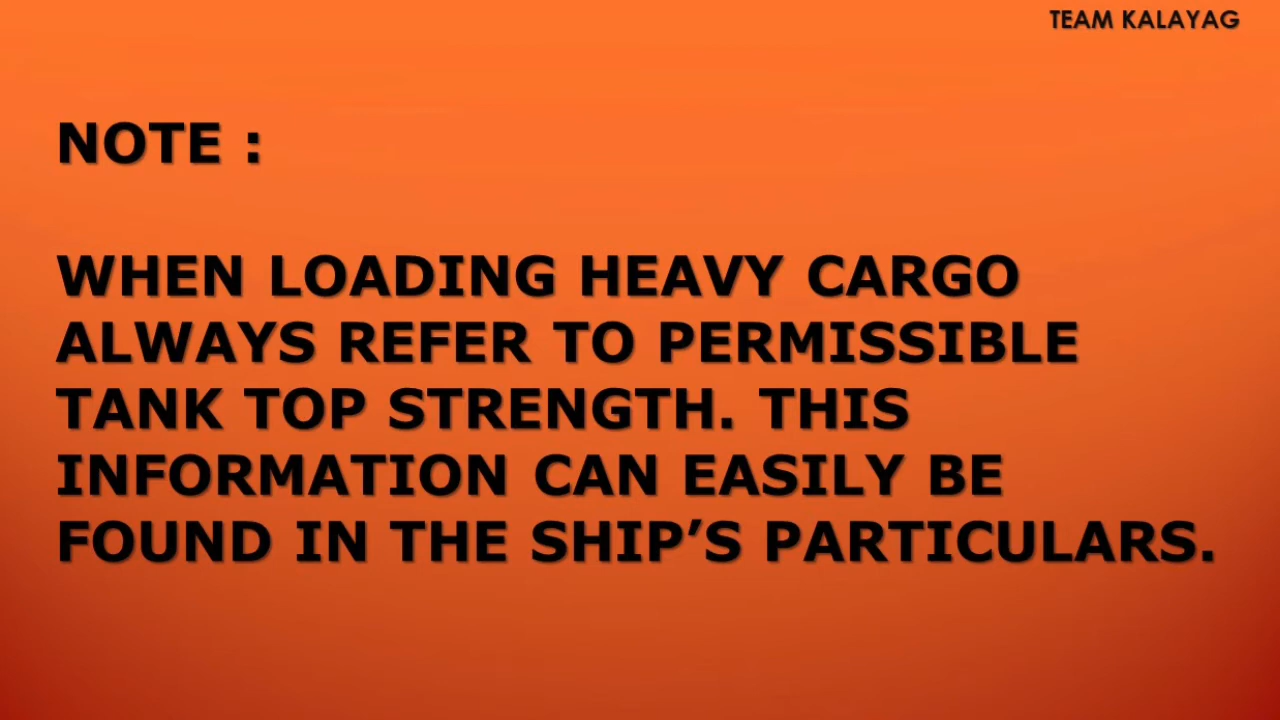 TEAM KALAYAG
NOTE :
WHEN LOADING HEAVY CARGO
ALWAYS REFER TO PERMISSIBLE
TANK TOP STRENGTH. THIS
INFORMATION CAN EASILY BE
FOUND IN THE SHIP’S PARTICULARS.